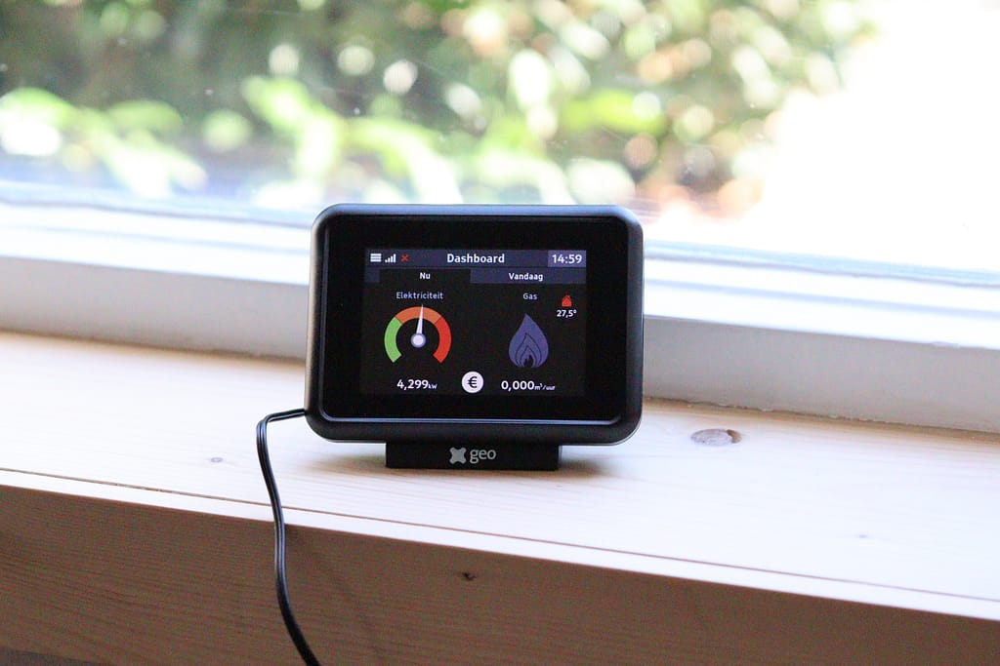 Dashboard 14:59
Nu Vandaag
Elektriciteit Gas
27,5°
4,299kW € 0,000m³/uur
geo